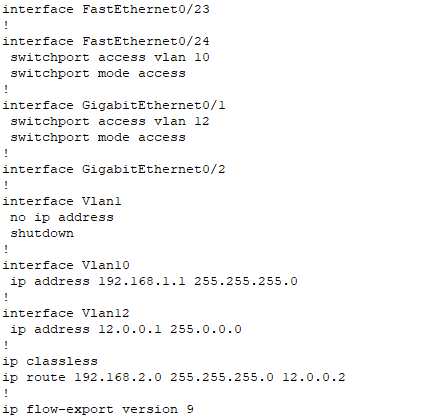 interface FastEthernet0/23
!
interface FastEthernet0/24
 switchport access vlan 10
 switchport mode access
!
interface GigabitEthernet0/1
 switchport access vlan 12
 switchport mode access
!
interface GigabitEthernet0/2
!
interface Vlan1
 no ip address
 shutdown
!
interface Vlan10
 ip address 192.168.1.1 255.255.255.0
!
interface Vlan12
 ip address 12.0.0.1 255.0.0.0
!
ip classless
ip route 192.168.2.0 255.255.255.0 12.0.0.2
!
ip flow-export version 9